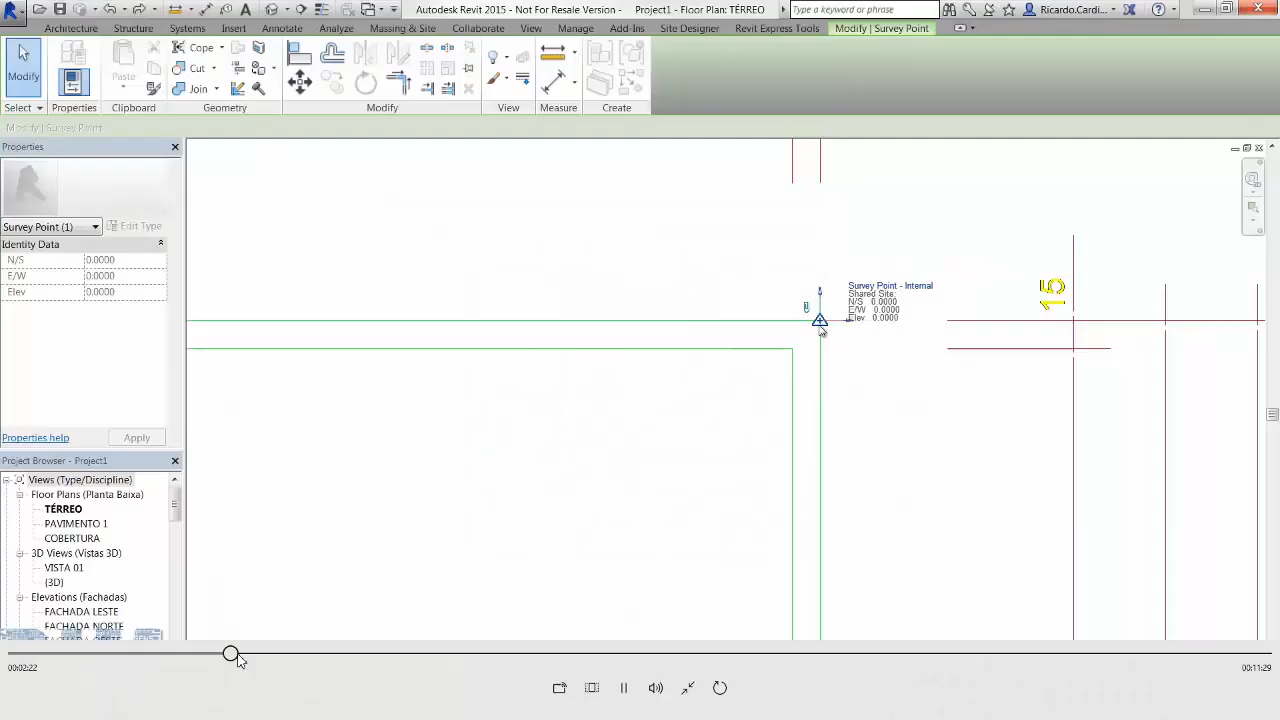 Autodesk Revit 2015 - Not For Resale Version - Project1 - Floor Plan: TÉRREO
Type a keyword or phrase
Ricardo.Cardi...
Architecture Structure Systems Insert Annotate Analyze Massing & Site Collaborate View Manage Add-Ins Site Designer Revit Express Tools Modify | Survey Point
Modify
Paste
Cope
Cut
Join
Select Properties Clipboard Geometry Modify View Measure Create
Modify | Survey Point
Properties
Survey Point (1)
Edit Type
Identity Data
N/S 0.0000
E/W 0.0000
Elev 0.0000
Properties help
Apply
Survey Point - Internal
Shared Site:
N/S 0.0000
E/W 0.0000
Elev 0.0000
15
2D
Project Browser - Project1
Views (Type/Discipline)
Floor Plans (Planta Baixa)
TÉRREO
PAVIMENTO 1
COBERTURA
3D Views (Vistas 3D)
VISTA 01
{3D}
Elevations (Fachadas)
FACHADA LESTE
FACHADA NORTE
00:02:22
00:11:29